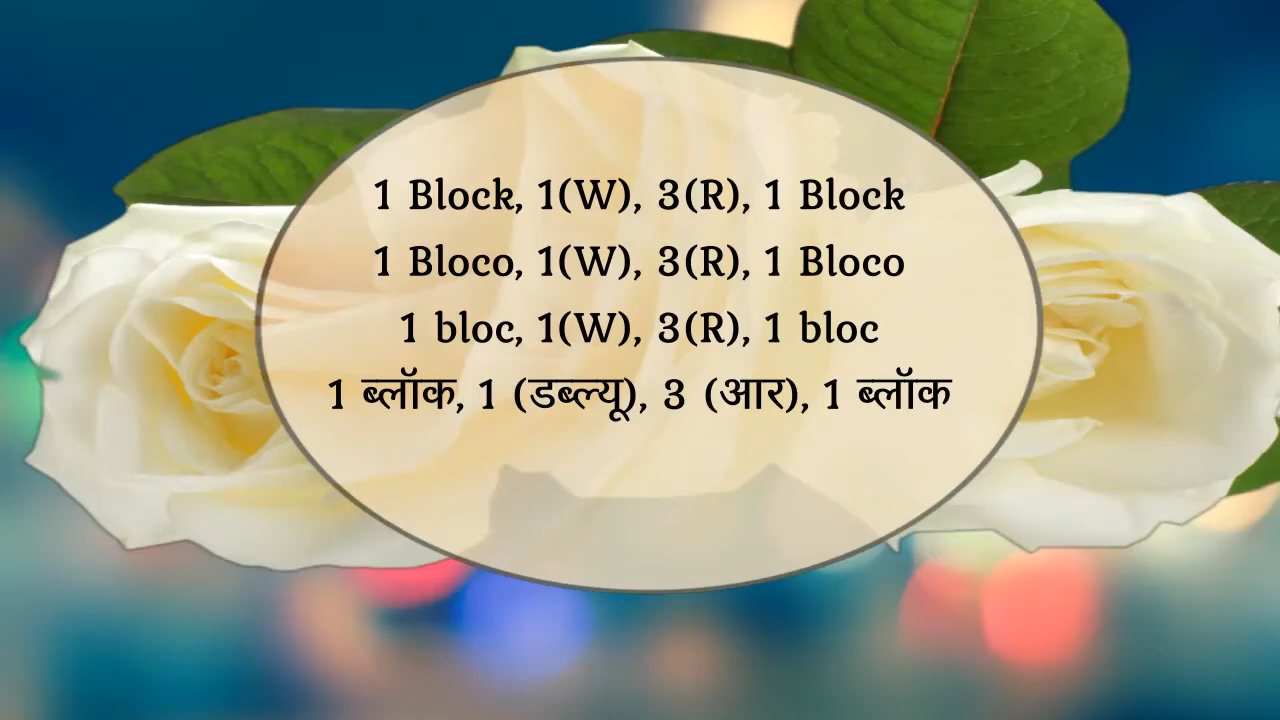 1 Block, 1(W), 3(R), 1 Block
1 Bloco, 1(W), 3(R), 1 Bloco
1 bloc, 1(W), 3(R), 1 bloc
1 ब्लॉक, 1 (डब्ल्यू), 3 (आर), 1 ब्लॉक